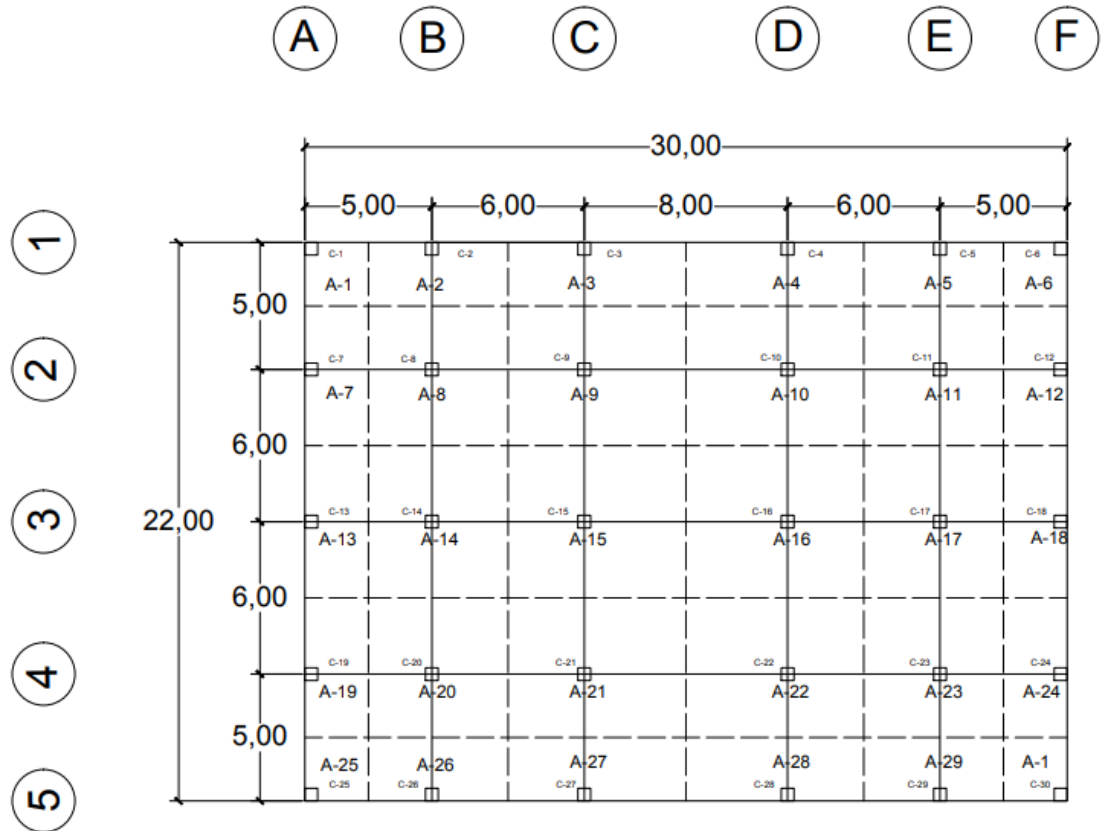 A B C D E F
30,00
5,00 6,00 8,00 6,00 5,00
1
C-1 C-2 C-3 C-4 C-5 C-6
A-1 A-2 A-3 A-4 A-5 A-6
5,00
C-7 C-8 C-9 C-10 C-11 C-12
2
A-7 A-8 A-9 A-10 A-11 A-12
6,00
C-13 C-14 C-15 C-16 C-17 C-18
3 22,00
A-13 A-14 A-15 A-16 A-17 A-18
6,00
C-19 C-20 C-21 C-22 C-23 C-24
4
A-19 A-20 A-21 A-22 A-23 A-24
5,00
A-25 A-26 A-27 A-28 A-29 A-1
C-25 C-26 C-27 C-28 C-29 C-30
5